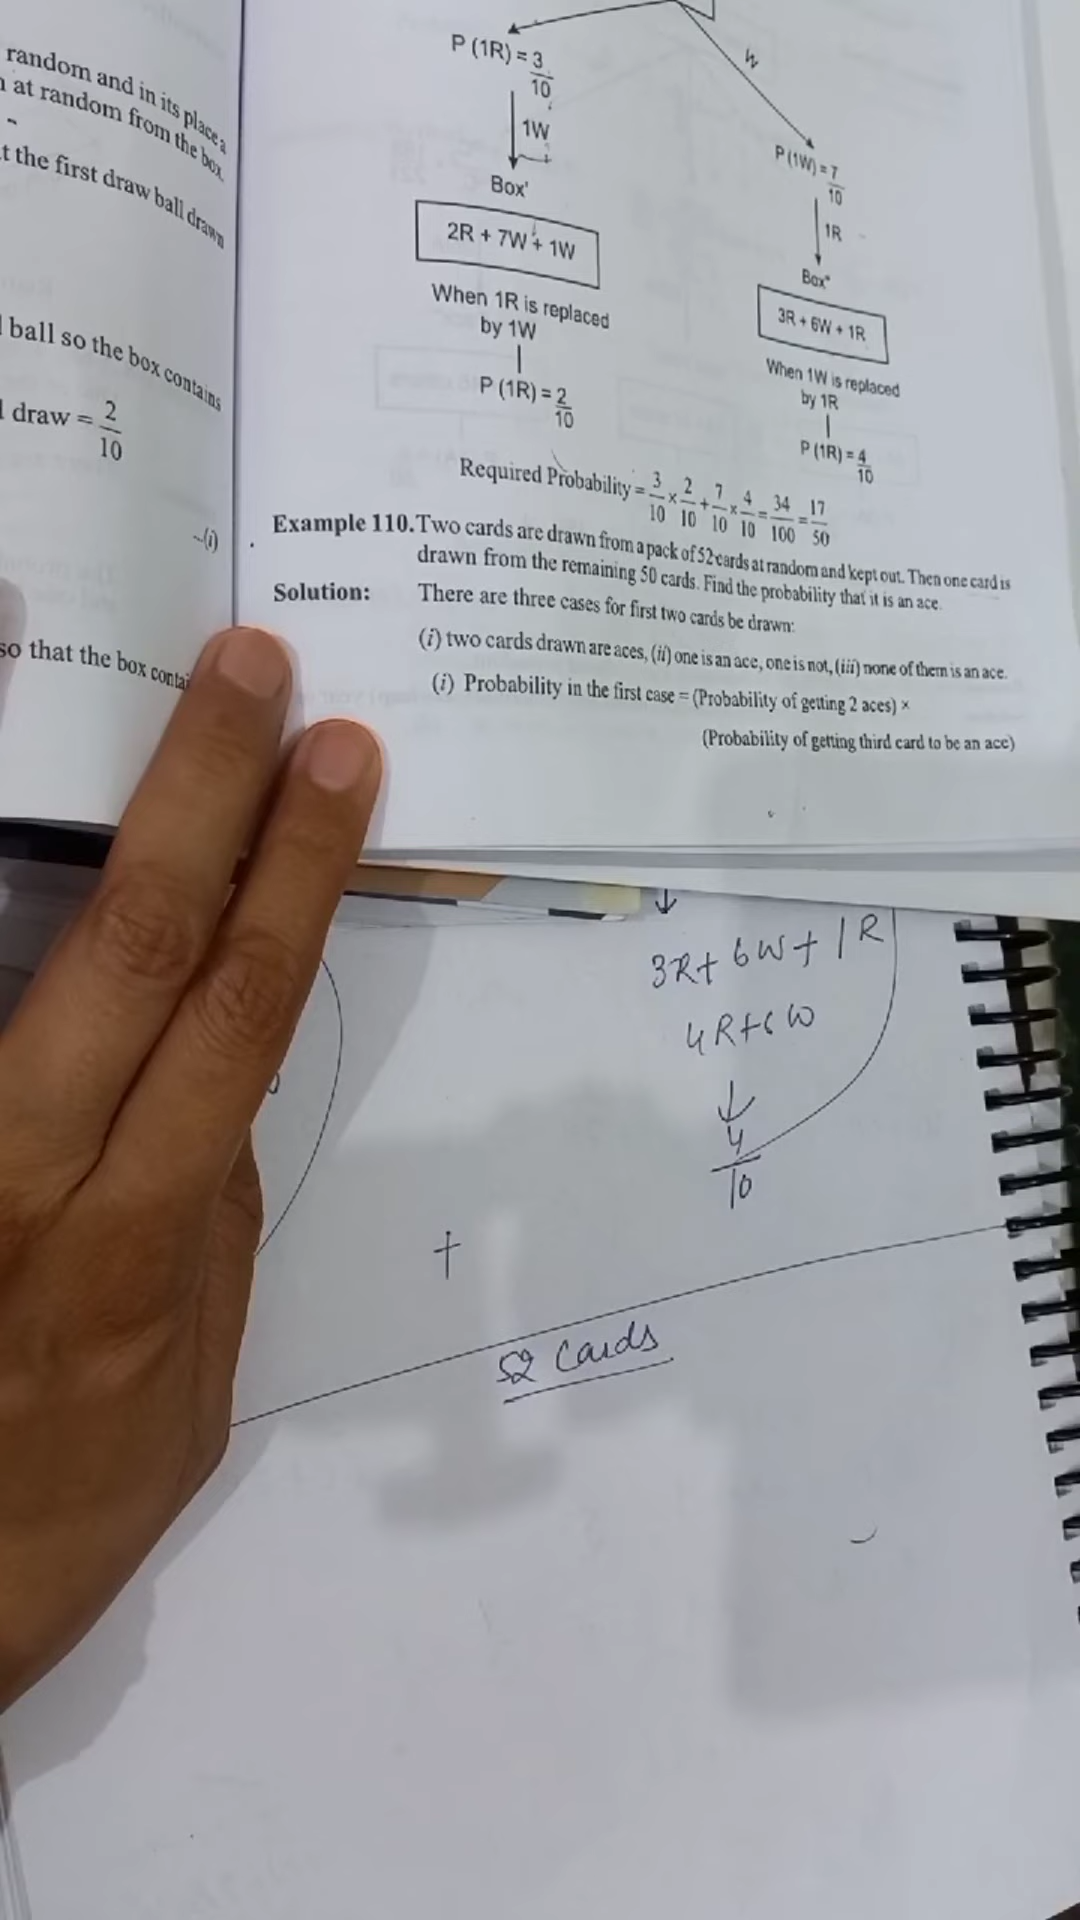 random and in its place a
at random from the box.
t the first draw ball drawn
ball so the box contains
draw = 2/10
...(i)
so that the box contai
P (1R) = 3/10
1W
Box'
2R + 7W + 1W
When 1R is replaced
by 1W
P (1R) = 2/10
W
P (1W) = 7/10
1R
Box"
3R + 6W + 1R
When 1W is replaced
by 1R
P (1R) = 4/10
Required Probability = 3/10 × 2/10 + 7/10 × 4/10 = 34/100 = 17/50
Example 110. Two cards are drawn from a pack of 52 cards at random and kept out. Then one card is
drawn from the remaining 50 cards. Find the probability that it is an ace.
Solution: There are three cases for first two cards be drawn:
(i) two cards drawn are aces, (ii) one is an ace, one is not, (iii) none of them is an ace.
(i) Probability in the first case = (Probability of getting 2 aces) ×
(Probability of getting third card to be an ace)
3R+ 6W+ 1R
4R+6W
4/10
+
52 Cards